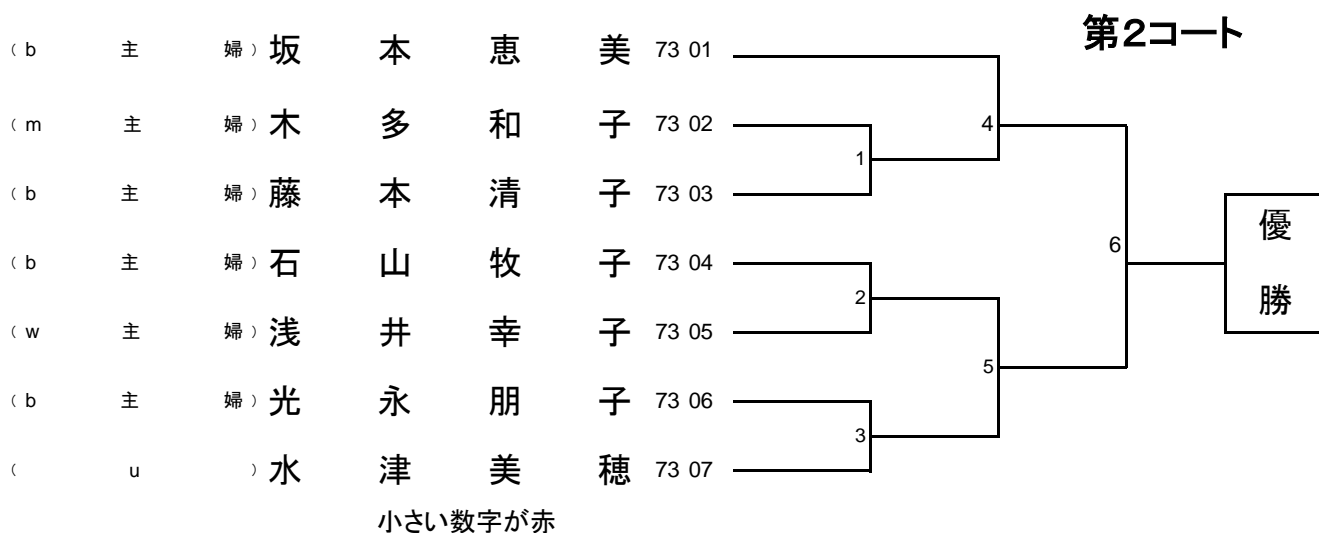 第2コート
(b 主 婦) 坂 本 恵 美 73 01
(m 主 婦) 木 多 和 子 73 02
(b 主 婦) 藤 本 清 子 73 03
(b 主 婦) 石 山 牧 子 73 04
(w 主 婦) 浅 井 幸 子 73 05
(b 主 婦) 光 永 朋 子 73 06
( u ) 水 津 美 穂 73 07
4
1
6
2
5
3
優
勝
小さい数字が赤